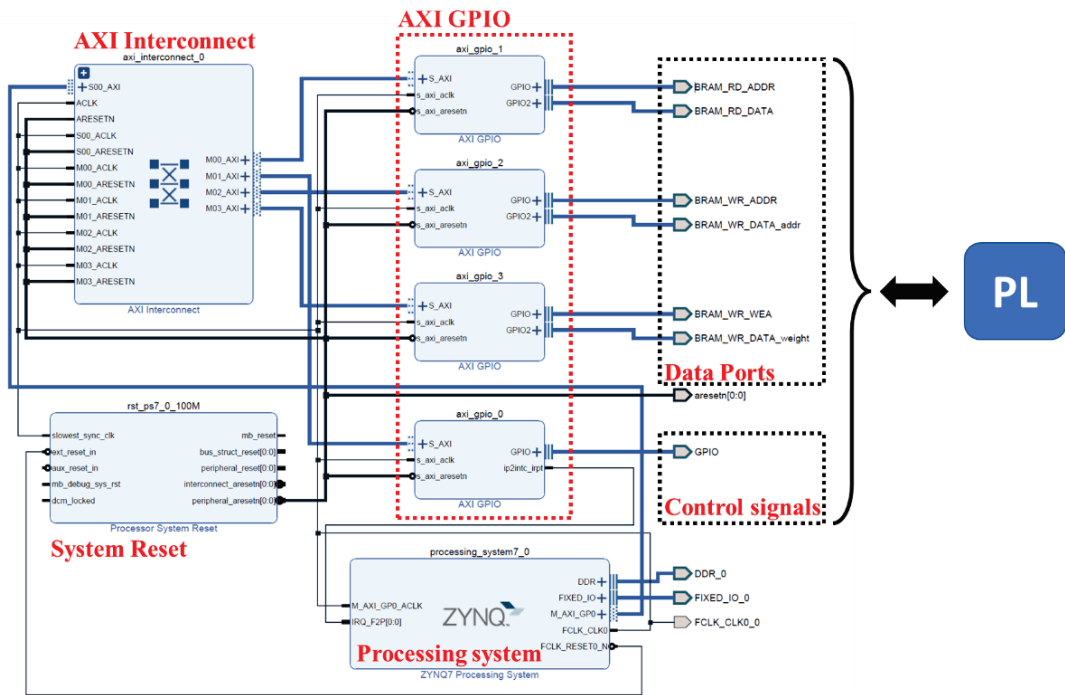 AXI Interconnect
axi_interconnect_0
S00_AXI
ACLK
ARESETN
S00_ACLK
S00_ARESETN
M00_ACLK
M00_ARESETN
M01_ACLK
M01_ARESETN
M02_ACLK
M02_ARESETN
M03_ACLK
M03_ARESETN
M00_AXI
M01_AXI
M02_AXI
M03_AXI
AXI Interconnect
AXI GPIO
axi_gpio_1
S_AXI
s_axi_aclk
s_axi_aresetn
GPIO
GPIO2
AXI GPIO
axi_gpio_2
S_AXI
s_axi_aclk
s_axi_aresetn
GPIO
GPIO2
AXI GPIO
axi_gpio_3
S_AXI
s_axi_aclk
s_axi_aresetn
GPIO
GPIO2
AXI GPIO
axi_gpio_0
S_AXI
s_axi_aclk
s_axi_aresetn
GPIO
ip2intc_irpt
AXI GPIO
BRAM_RD_ADDR
BRAM_RD_DATA
BRAM_WR_ADDR
BRAM_WR_DATA_addr
BRAM_WR_WEA
BRAM_WR_DATA_weight
Data Ports
aresetn[0:0]
GPIO
Control signals
PL
rst_ps7_0_100M
slowest_sync_clk
ext_reset_in
aux_reset_in
mb_debug_sys_rst
dcm_locked
mb_reset
bus_struct_reset[0:0]
peripheral_reset[0:0]
interconnect_aresetn[0:0]
peripheral_aresetn[0:0]
Processor System Reset
System Reset
processing_system7_0
M_AXI_GP0_ACLK
IRQ_F2P[0:0]
ZYNQ
DDR
FIXED_IO
M_AXI_GP0
FCLK_CLK0
FCLK_RESET0_N
Processing system
ZYNQ7 Processing System
DDR_0
FIXED_IO_0
FCLK_CLK0_0